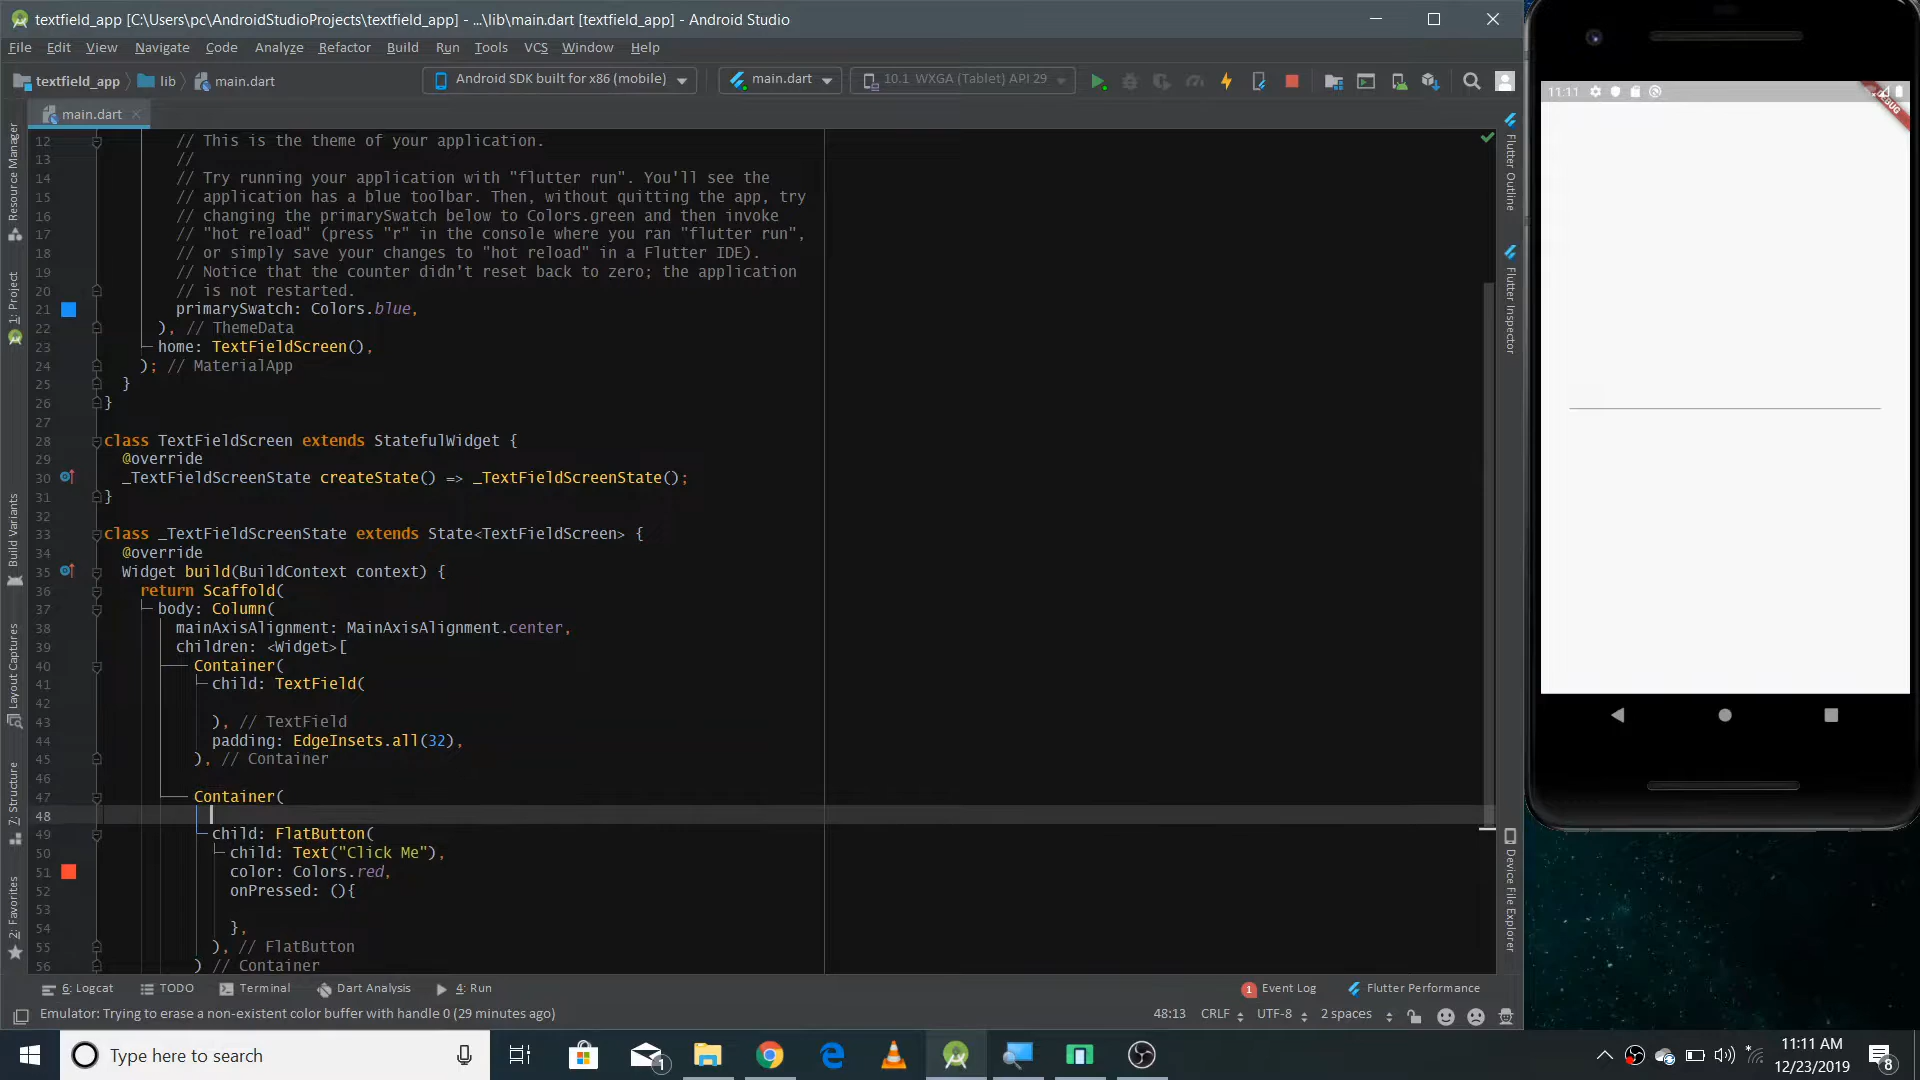 textfield_app [C:\Users\pc\AndroidStudioProjects\textfield_app] - ...\lib\main.dart [textfield_app] - Android Studio
File Edit View Navigate Code Analyze Refactor Build Run Tools VCS Window Help
textfield_app lib main.dart Android SDK built for x86 (mobile) main.dart 10.1 WXGA (Tablet) API 29
main.dart
12 // This is the theme of your application.
13 //
14 // Try running your application with "flutter run". You'll see the
15 // application has a blue toolbar. Then, without quitting the app, try
16 // changing the primarySwatch below to Colors.green and then invoke
17 // "hot reload" (press "r" in the console where you ran "flutter run",
18 // or simply save your changes to "hot reload" in a Flutter IDE).
19 // Notice that the counter didn't reset back to zero; the application
20 // is not restarted.
21 primarySwatch: Colors.blue,
22 ), // ThemeData
23 home: TextFieldScreen(),
24 ); // MaterialApp
25 }
26 }
27
28 class TextFieldScreen extends StatefulWidget {
29 @override
30 _TextFieldScreenState createState() => _TextFieldScreenState();
31 }
32
33 class _TextFieldScreenState extends State<TextFieldScreen> {
34 @override
35 Widget build(BuildContext context) {
36 return Scaffold(
37 body: Column(
38 mainAxisAlignment: MainAxisAlignment.center,
39 children: <Widget>[
40 Container(
41 child: TextField(
42
43 ), // TextField
44 padding: EdgeInsets.all(32),
45 ), // Container
46
47 Container(
48
49 child: FlatButton(
50 child: Text("Click Me"),
51 color: Colors.red,
52 onPressed: (){
53
54 },
55 ), // FlatButton
56 ) // Container
Resource Manager
1: Project
Build Variants
Layout Captures
7: Structure
2: Favorites
Flutter Outline
Flutter Inspector
Device File Explorer
11:11
DEBUG
6: Logcat TODO Terminal Dart Analysis 4: Run 1 Event Log Flutter Performance
Emulator: Trying to erase a non-existent color buffer with handle 0 (29 minutes ago) 48:13 CRLF UTF-8 2 spaces
Type here to search
1
11:11 AM
12/23/2019
8